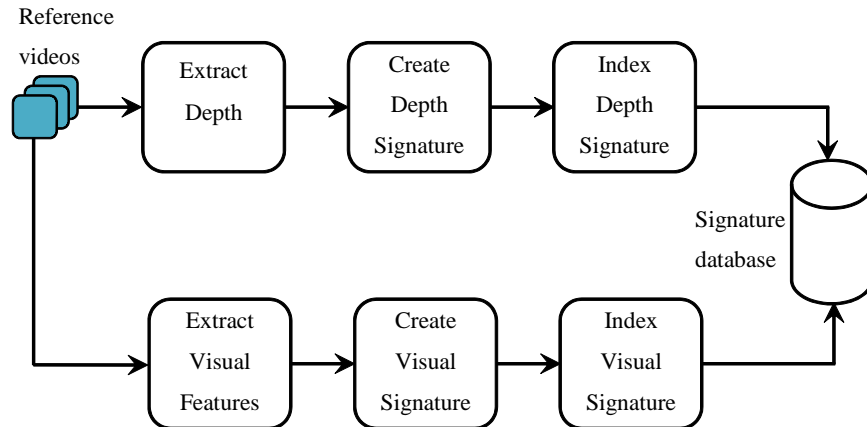 Reference
videos
Extract
Depth
Create
Depth
Signature
Index
Depth
Signature
Signature
database
Extract
Visual
Features
Create
Visual
Signature
Index
Visual
Signature